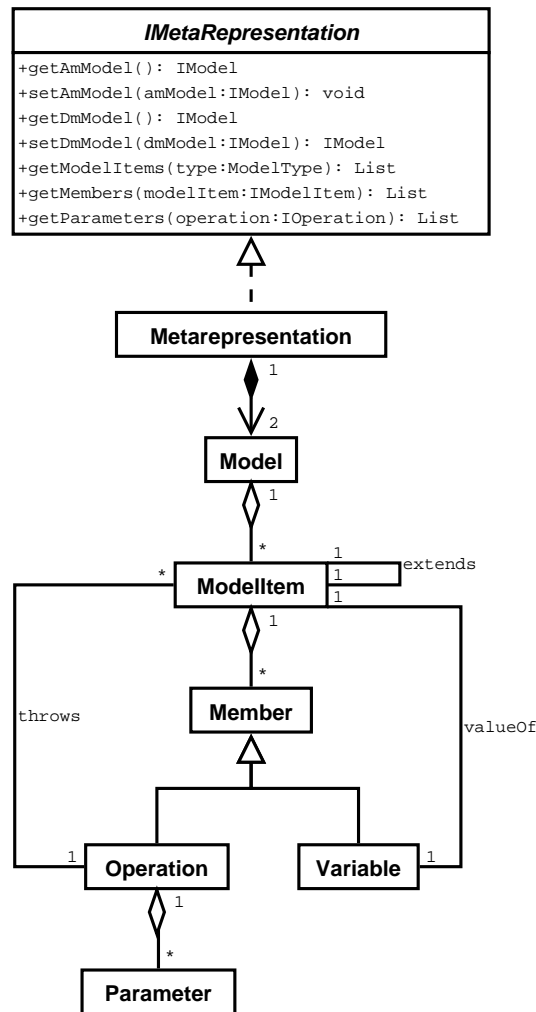 IMetaRepresentation
+getAmModel(): IModel
+setAmModel(amModel:IModel): void
+getDmModel(): IModel
+setDmModel(dmModel:IModel): IModel
+getModelItems(type:ModelType): List
+getMembers(modelItem:IModelItem): List
+getParameters(operation:IOperation): List
Metarepresentation
1
2
Model
1
*
1
* ModelItem 1 extends
1
1
*
Member
throws
valueOf
1 Operation
Variable 1
1
*
Parameter